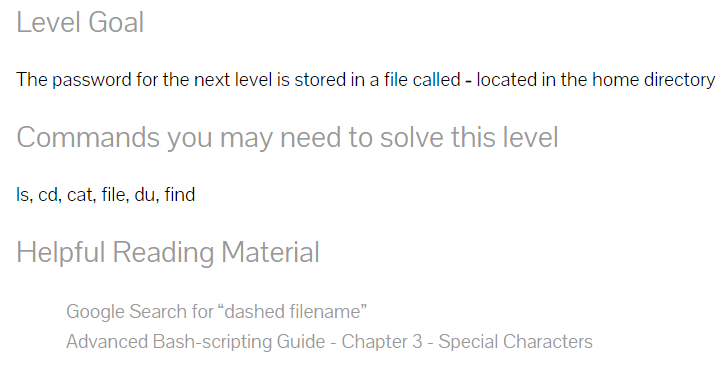 Level Goal
The password for the next level is stored in a file called - located in the home directory
Commands you may need to solve this level
ls, cd, cat, file, du, find
Helpful Reading Material
Google Search for “dashed filename”
Advanced Bash-scripting Guide - Chapter 3 - Special Characters